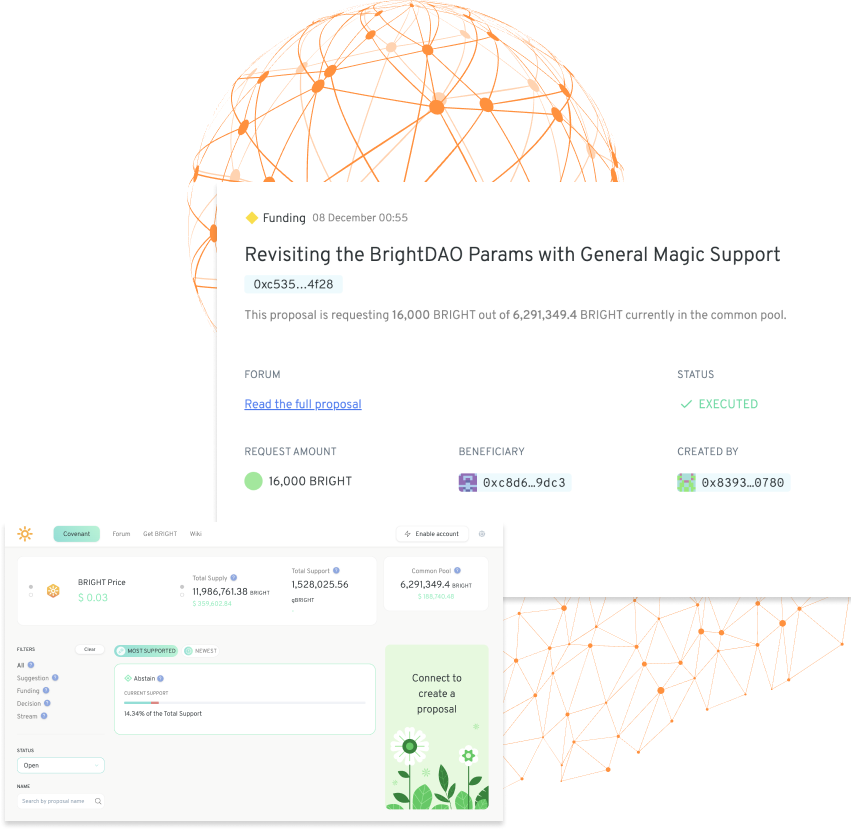 Funding 08 December 00:55
Revisiting the BrightDAO Params with General Magic Support
0xc535…4f28
This proposal is requesting 16,000 BRIGHT out of 6,291,349.4 BRIGHT currently in the common pool.
FORUM STATUS
Read the full proposal EXECUTED
REQUEST AMOUNT BENEFICIARY CREATED BY
16,000 BRIGHT 0xc8d6…9dc3 0x8393…0780
Covenant Forum Get BRIGHT Wiki Enable account
BRIGHT Price
$ 0.03
Total Supply ?
11,986,761.38 BRIGHT
$ 359,602.84
Total Support ?
1,528,025.56
gBRIGHT
Common Pool ?
6,291,349.4 BRIGHT
FILTERS Clear
All ?
Suggestion ?
Funding ?
Decision ?
Stream ?
STATUS
Open
NAME
Search by proposal name
MOST SUPPORTED NEWEST
Abstain ?
CURRENT SUPPORT
14.34% of the Total Support
Connect to
create a
proposal